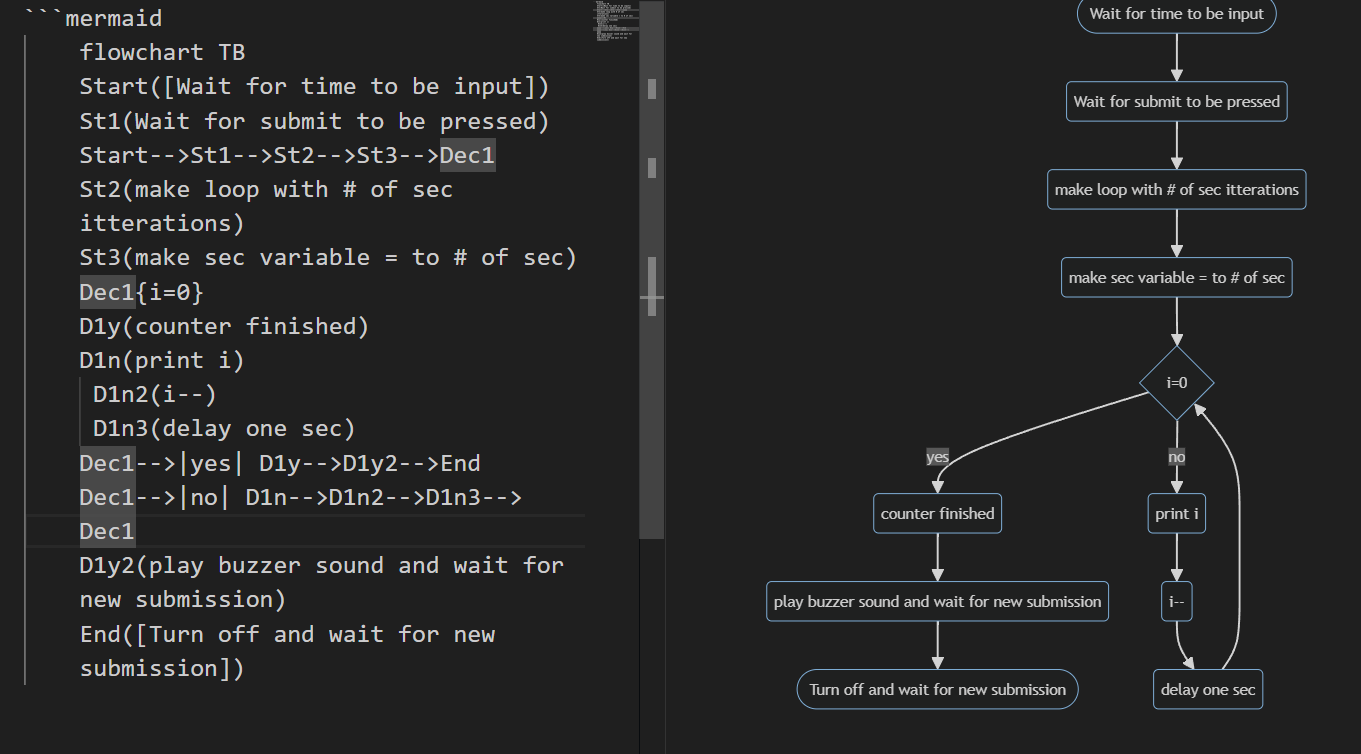 ```mermaid
flowchart TB
Start([Wait for time to be input])
St1(Wait for submit to be pressed)
Start-->St1-->St2-->St3-->Dec1
St2(make loop with # of sec
itterations)
St3(make sec variable = to # of sec)
Dec1{i=0}
D1y(counter finished)
D1n(print i)
D1n2(i--)
D1n3(delay one sec)
Dec1-->|yes| D1y-->D1y2-->End
Dec1-->|no| D1n-->D1n2-->D1n3-->
Dec1
D1y2(play buzzer sound and wait for
new submission)
End([Turn off and wait for new
submission])
Wait for time to be input
Wait for submit to be pressed
make loop with # of sec itterations
make sec variable = to # of sec
i=0
yes
no
counter finished
print i
play buzzer sound and wait for new submission
i--
Turn off and wait for new submission
delay one sec